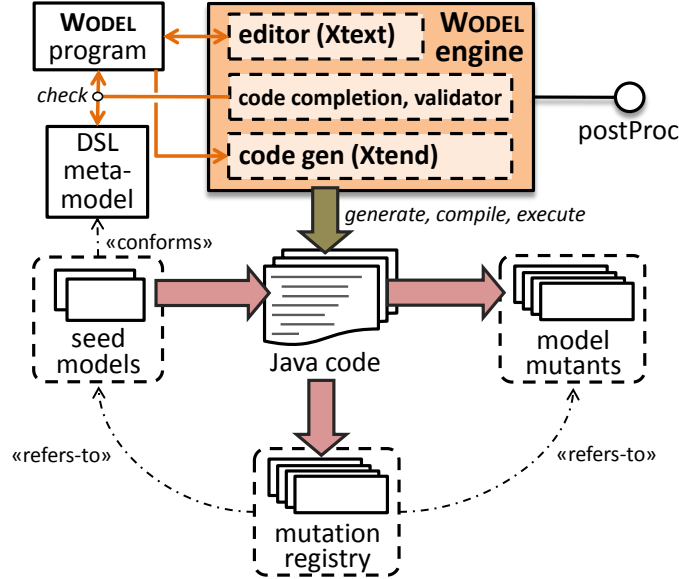 WODEL
program
editor (Xtext)
WODEL
engine
check
code completion, validator
postProc
DSL
meta-
model
code gen (Xtend)
generate, compile, execute
«conforms»
seed
models
Java code
model
mutants
«refers-to»
«refers-to»
mutation
registry